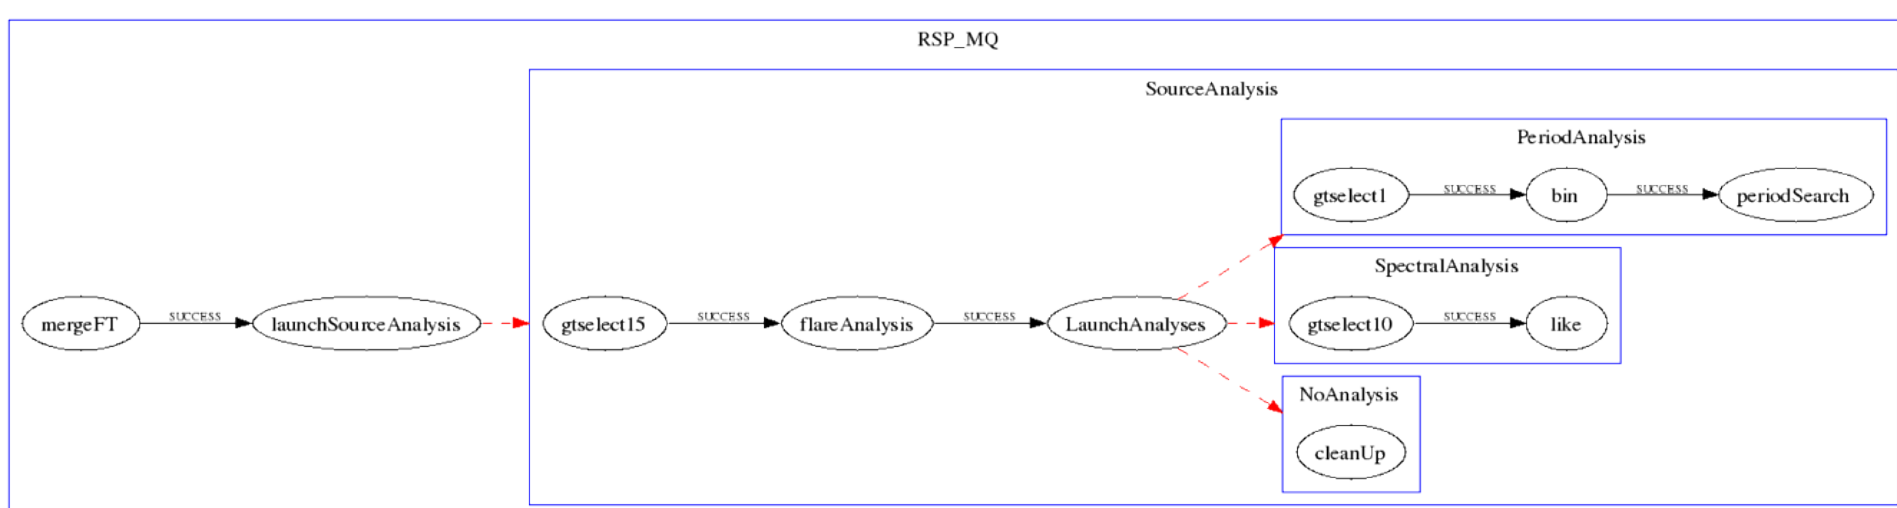 RSP_MQ
SourceAnalysis
PeriodAnalysis
gtselect1 SUCCESS bin SUCCESS periodSearch
SpectralAnalysis
mergeFT SUCCESS launchSourceAnalysis gtselect15 SUCCESS flareAnalysis SUCCESS LaunchAnalyses gtselect10 SUCCESS like
NoAnalysis
cleanUp